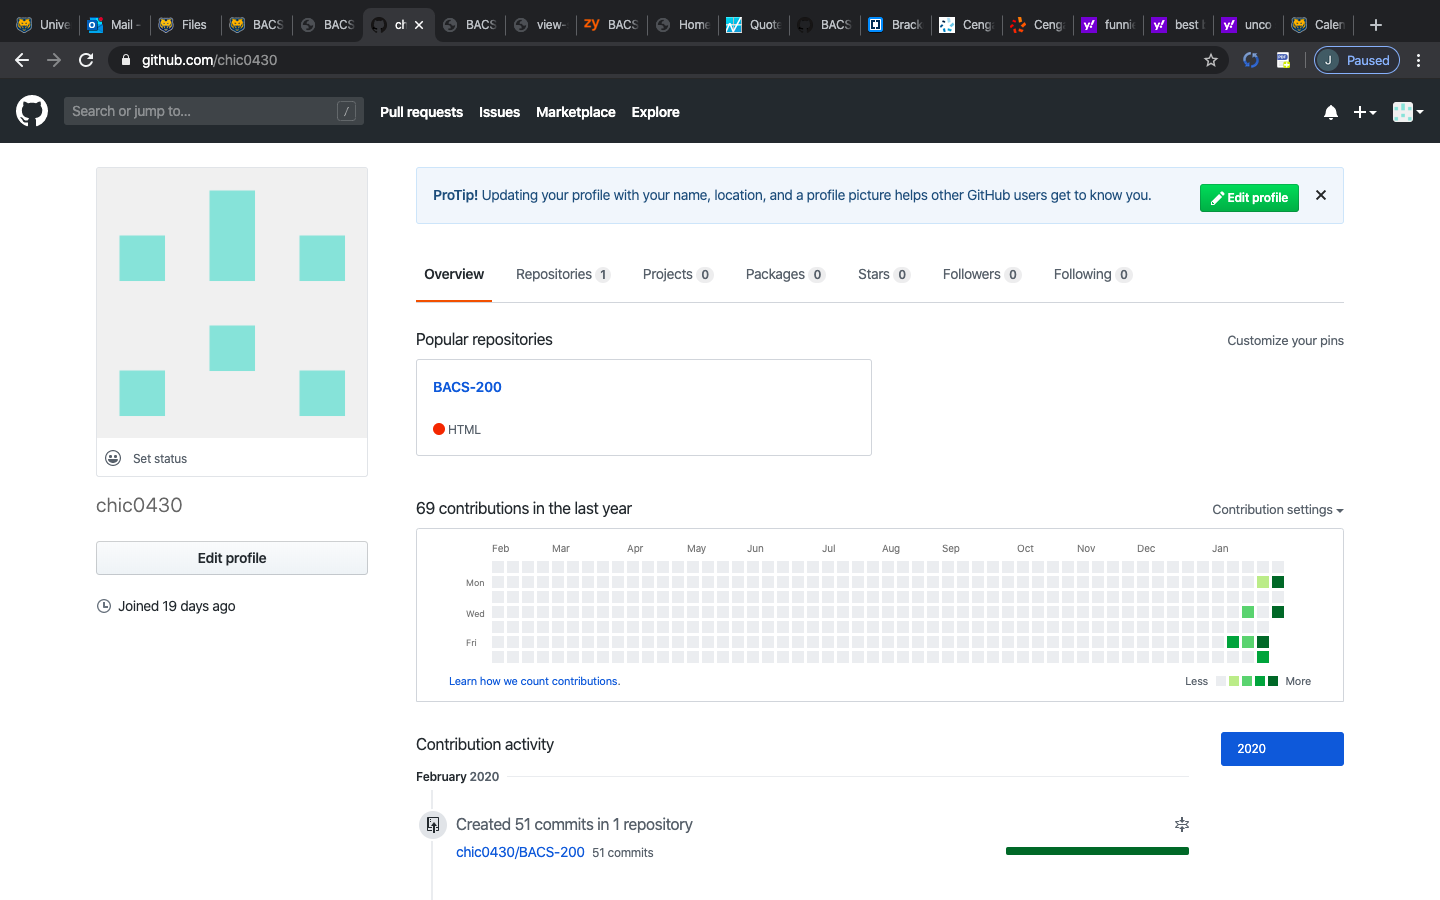 Unive
Mail -
Files
BACS
BACS
ch
BACS
view-
BACS
Home
Quote
BACS
Brack
Cenga
Cenga
funnie
best b
unco
Calen
github.com/chic0430
J Paused
Search or jump to... /
Pull requests Issues Marketplace Explore
ProTip! Updating your profile with your name, location, and a profile picture helps other GitHub users get to know you.
Edit profile
Overview Repositories 1 Projects 0 Packages 0 Stars 0 Followers 0 Following 0
Set status
chic0430
Edit profile
Joined 19 days ago
Popular repositories
Customize your pins
BACS-200
HTML
69 contributions in the last year
Contribution settings
Feb Mar Apr May Jun Jul Aug Sep Oct Nov Dec Jan
Mon
Wed
Fri
Learn how we count contributions.
Less More
Contribution activity
2020
February 2020
Created 51 commits in 1 repository
chic0430/BACS-200 51 commits